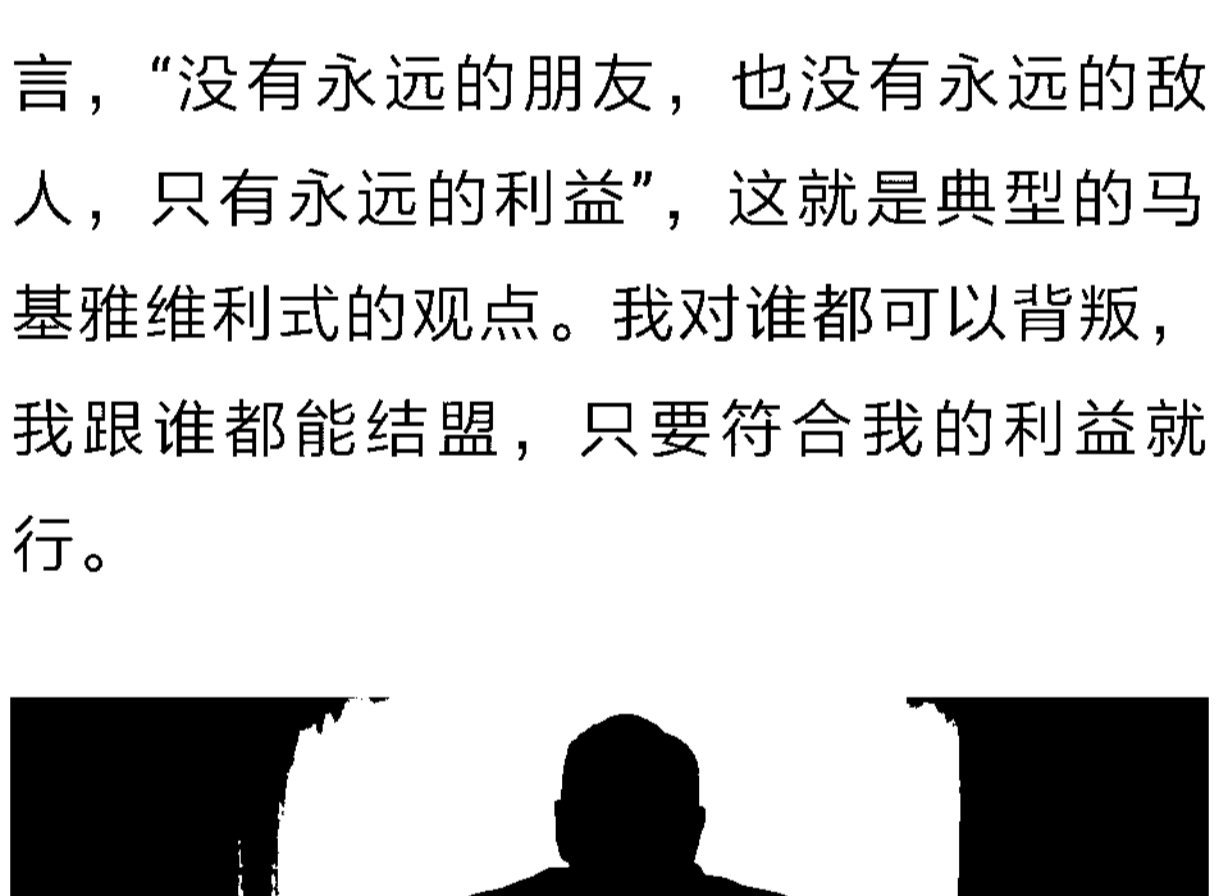 言，“没有永远的朋友，也没有永远的敌
人，只有永远的利益”，这就是典型的马
基雅维利式的观点。我对谁都可以背叛，
我跟谁都能结盟，只要符合我的利益就
行。